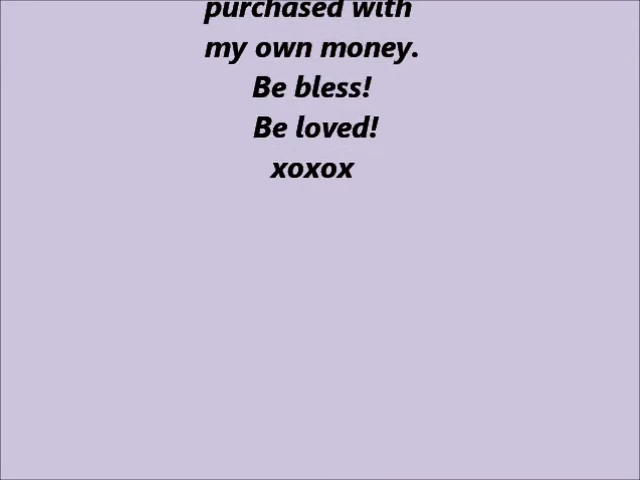 purchased with
my own money.
Be bless!
Be loved!
xoxox